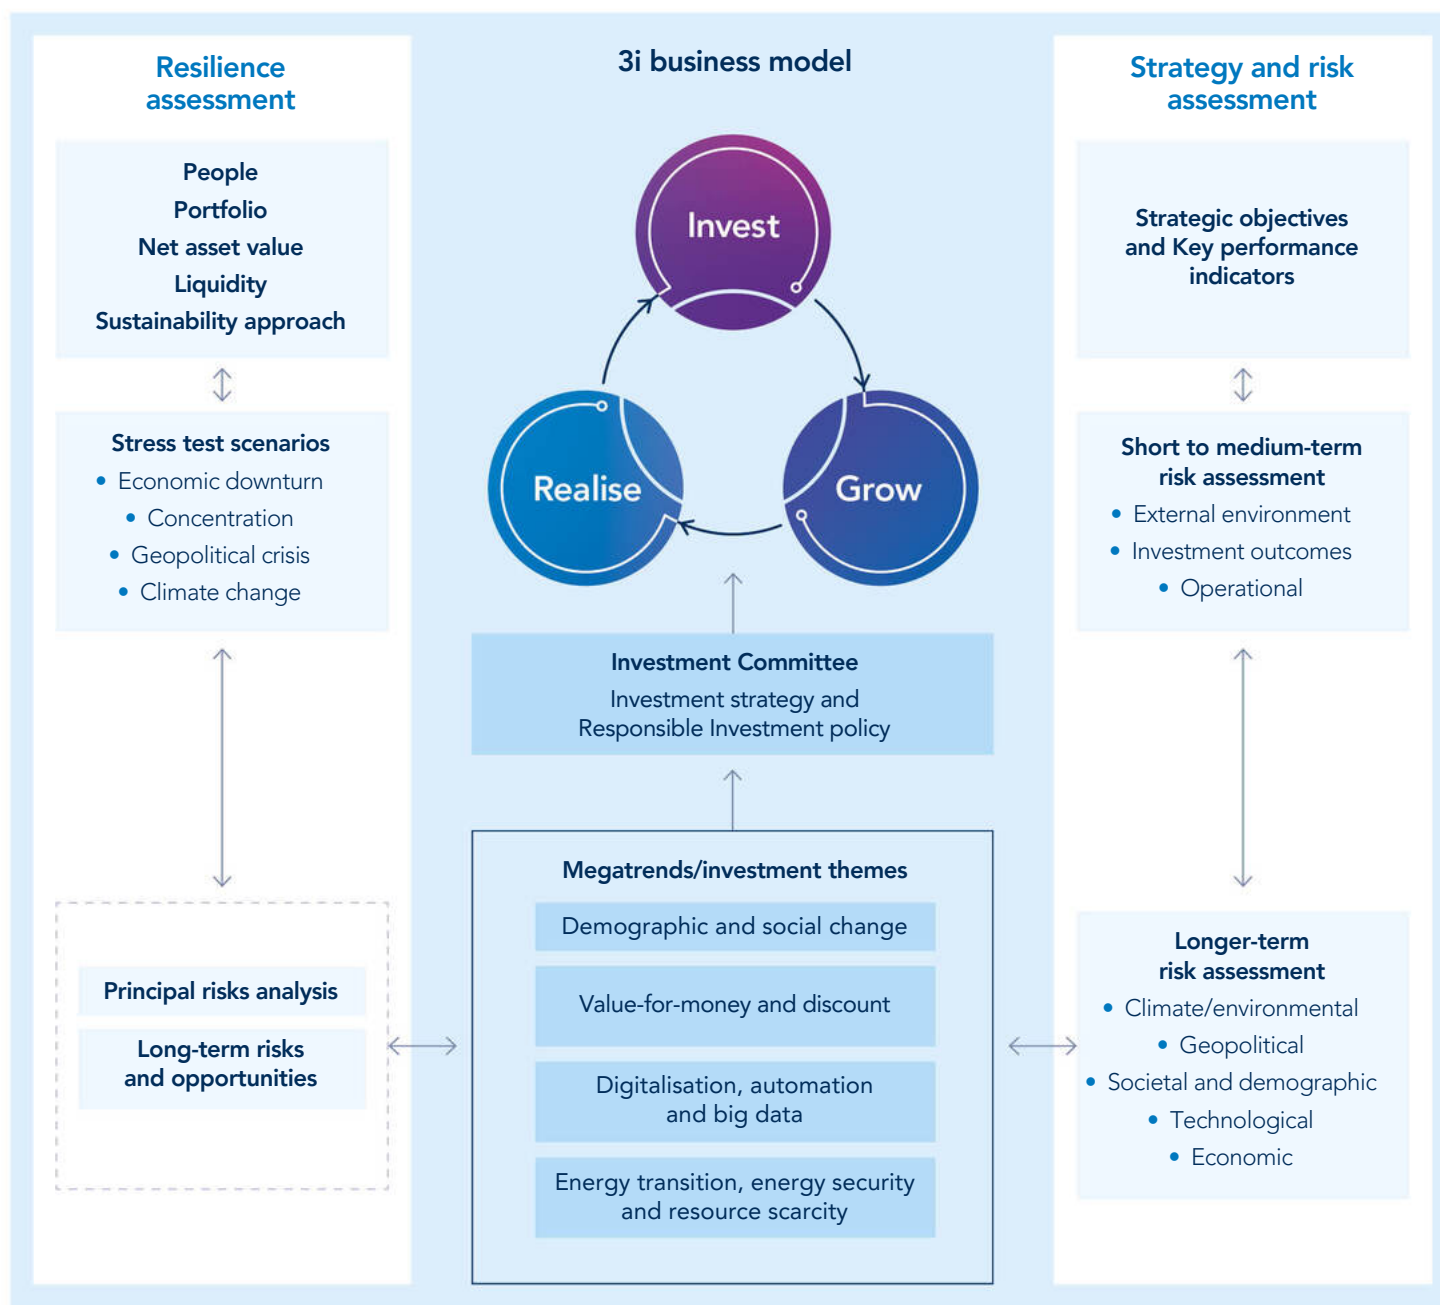 Resilience
assessment
People
Portfolio
Net asset value
Liquidity
Sustainability approach
Stress test scenarios
• Economic downturn
• Concentration
• Geopolitical crisis
• Climate change
Principal risks analysis
Long-term risks
and opportunities
3i business model
Invest
Realise
Grow
Investment Committee
Investment strategy and
Responsible Investment policy
Megatrends/investment themes
Demographic and social change
Value-for-money and discount
Digitalisation, automation
and big data
Energy transition, energy security
and resource scarcity
Strategy and risk
assessment
Strategic objectives
and Key performance
indicators
Short to medium-term
risk assessment
• External environment
• Investment outcomes
• Operational
Longer-term
risk assessment
• Climate/environmental
• Geopolitical
• Societal and demographic
• Technological
• Economic